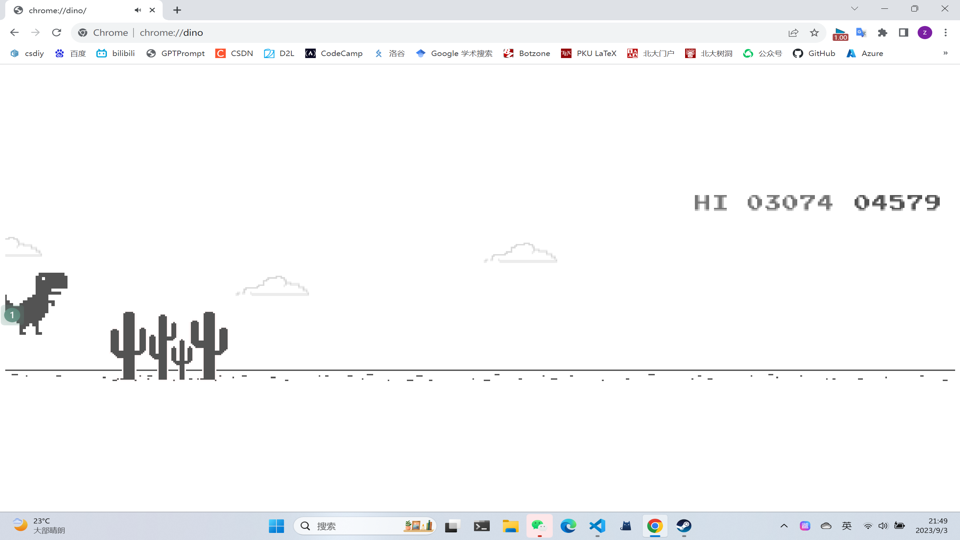 chrome://dino/
Chrome | chrome://dino
1.00
z
csdiy 百度 bilibili GPTPrompt CSDN D2L CodeCamp 洛谷 Google 学术搜索 Botzone PKU LaTeX 北大门户 北大树洞 公众号 GitHub Azure »
HI 03074 04579
1
23°C
大部晴朗
搜索
英
21:49
2023/9/3